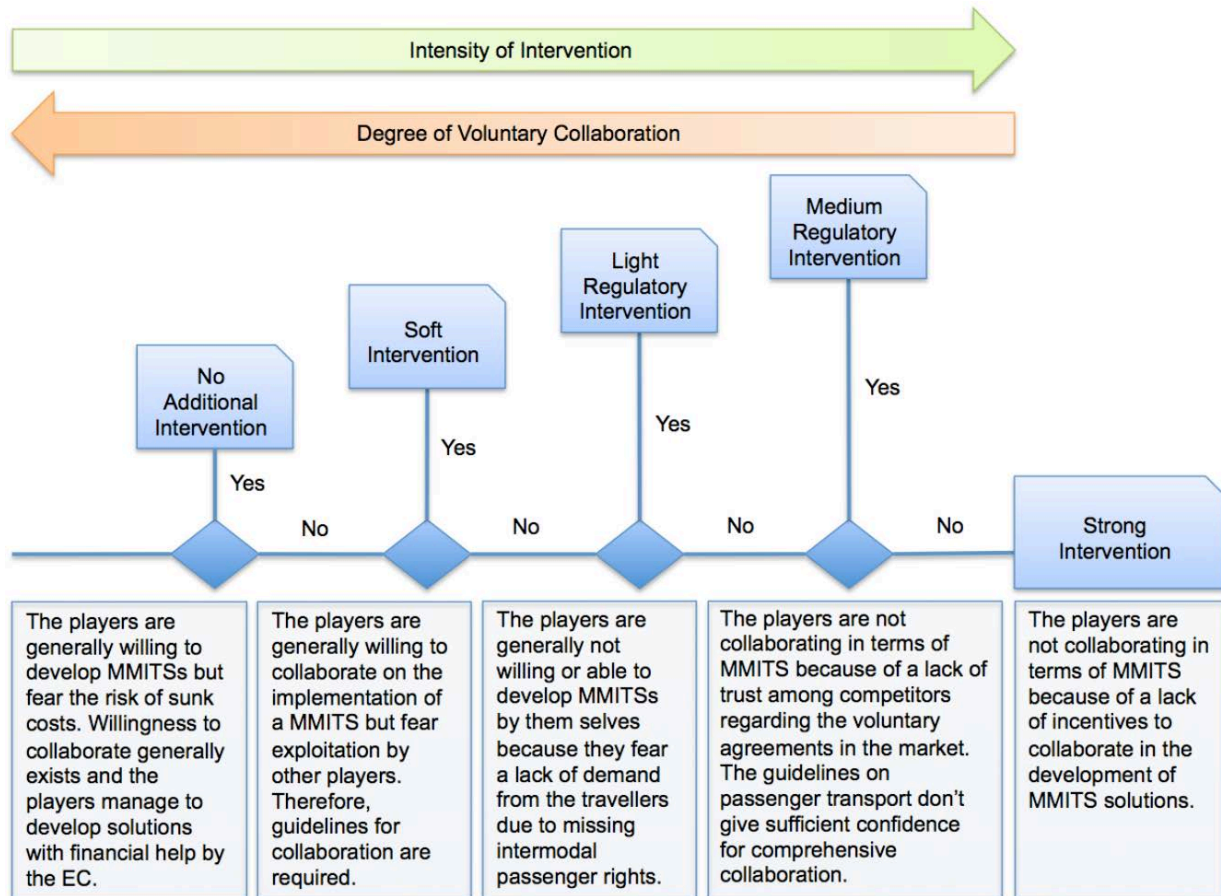 Intensity of Intervention
Degree of Voluntary Collaboration
Medium
Regulatory
Intervention
Light
Regulatory
Intervention
Soft
Intervention
No
Additional
Intervention
Yes
Yes
Yes
Yes
No
No
No
No
Strong
Intervention
The players are
generally willing to
develop MMITSs but
fear the risk of sunk
costs. Willingness to
collaborate generally
exists and the
players manage to
develop solutions
with financial help by
the EC.
The players are
generally willing to
collaborate on the
implementation of
a MMITS but fear
exploitation by
other players.
Therefore,
guidelines for
collaboration are
required.
The players are
generally not
willing or able to
develop MMITSs
by them selves
because they fear
a lack of demand
from the travellers
due to missing
intermodal
passenger rights.
The players are not
collaborating in terms of
MMITS because of a lack of
trust among competitors
regarding the voluntary
agreements in the market.
The guidelines on
passenger transport don't
give sufficient confidence
for comprehensive
collaboration.
The players are
not collaborating in
terms of MMITS
because of a lack
of incentives to
collaborate in the
development of
MMITS solutions.